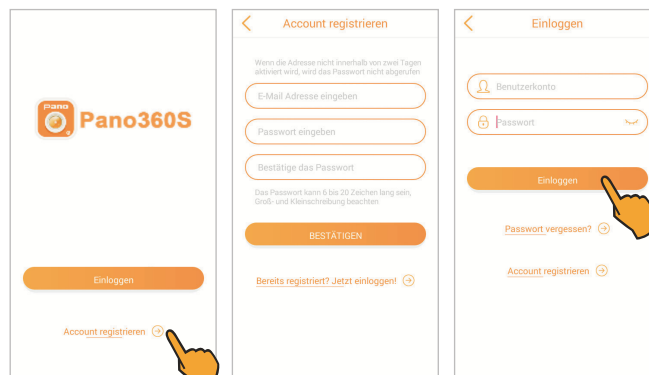 Pano
Pano360S
Einloggen
Account registrieren
Account registrieren
Wenn die Adresse nicht innerhalb von zwei Tagen
aktiviert wird, wird das Passwort nicht abgerufen
E-Mail Adresse eingeben
Passwort eingeben
Bestätige das Passwort
Das Passwort kann 6 bis 20 Zeichen lang sein,
Groß- und Kleinschreibung beachten
BESTÄTIGEN
Bereits registriert? Jetzt einloggen!
Einloggen
Benutzerkonto
Passwort
Einloggen
Passwort vergessen?
Account registrieren